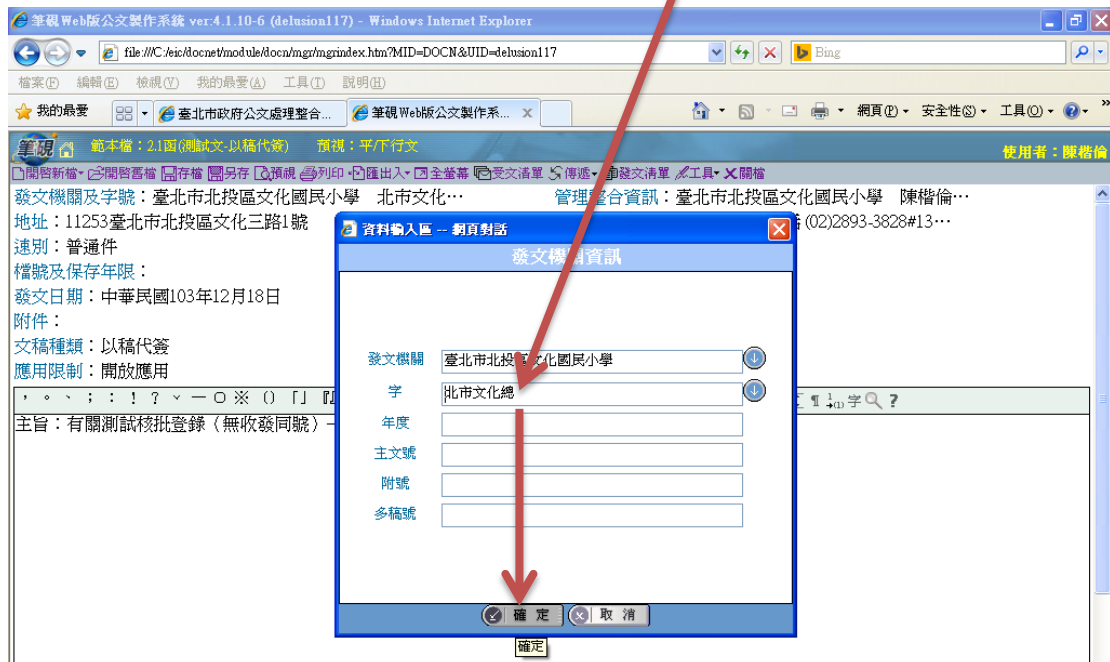 筆硯Web版公文製作系統 ver:4.1.10-6 (delusion117) - Windows Internet Explorer
file:///C:/eic/docnet/module/docn/mgr/mgrindex.htm?MID=DOCN&UID=delusion117
Bing
檔案(F) 編輯(E) 檢視(V) 我的最愛(A) 工具(T) 說明(H)
我的最愛 臺北市政府公文處理整合... 筆硯Web版公文製作系... x 網頁(P) 安全性(S) 工具(O) »
筆硯 範本檔：2.1函(測試文-以稿代簽) 預視：平/下行文 使用者：陳楷倫
開啓新檔 開啓舊檔 存檔 另存 預視 列印 匯出入 全螢幕 受文清單 傳遞 發文清單 工具 關檔
發文機關及字號：臺北市北投區文化國民小學 北市文化… 管理整合資訊：臺北市北投區文化國民小學 陳楷倫…
地址：11253臺北市北投區文化三路1號 (02)2893-3828#13…
速別：普通件
檔號及保存年限：
發文日期：中華民國103年12月18日
附件：
文稿種類：以稿代簽
應用限制：開放應用
，。、；：！？ˇ—○※（）「」 字 ?
主旨：有關測試核批登錄（無收發同號）
資料輸入區 -- 網頁對話
發文機關資訊
發文機關 臺北市北投區文化國民小學
字 北市文化總
年度
主文號
附號
多稿號
確定 取消
確定